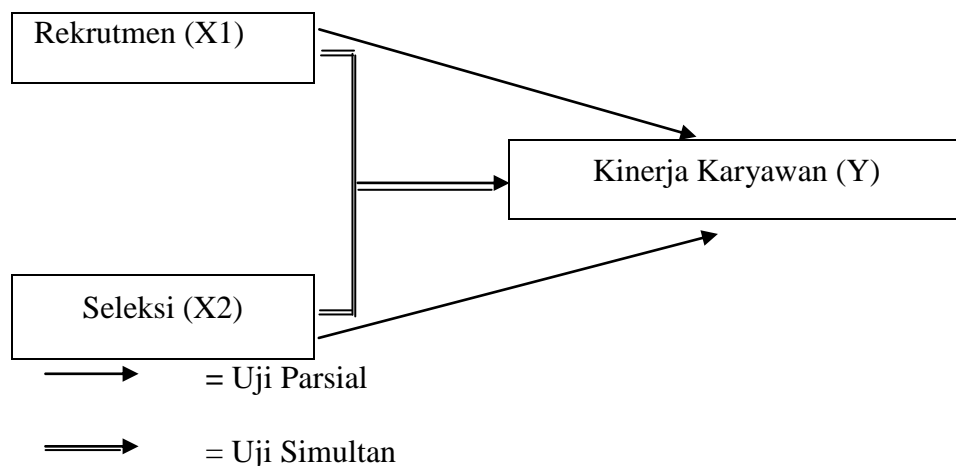 Rekrutmen (X1)
Kinerja Karyawan (Y)
Seleksi (X2)
= Uji Parsial
= Uji Simultan